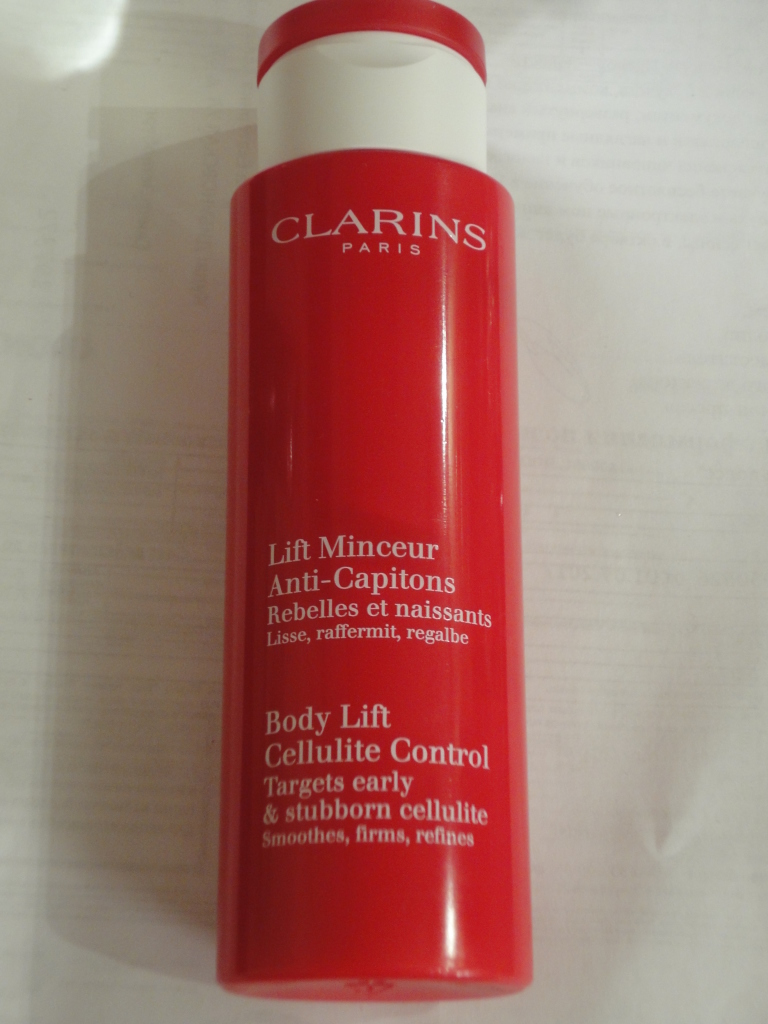 CLARINS
PARIS
Lift Minceur
Anti-Capitons
Rebelles et naissants
Lisse, raffermit, regalbe
Body Lift
Cellulite Control
Targets early
& stubborn cellulite
Smoothes, firms, refines